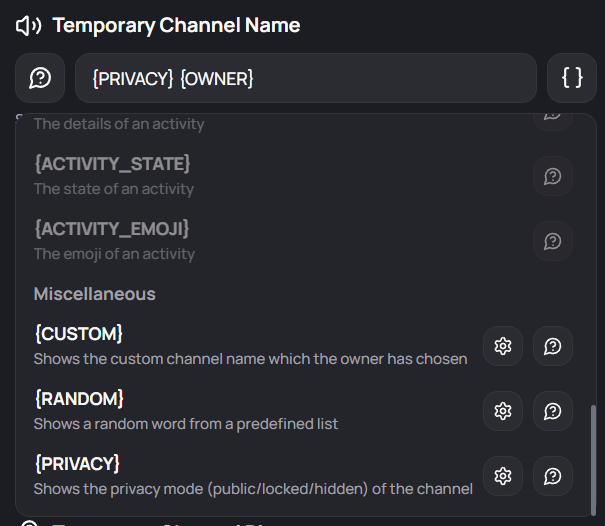 Temporary Channel Name
{PRIVACY} {OWNER}
The details of an activity
{ACTIVITY_STATE}
The state of an activity
{ACTIVITY_EMOJI}
The emoji of an activity
Miscellaneous
{CUSTOM}
Shows the custom channel name which the owner has chosen
{RANDOM}
Shows a random word from a predefined list
{PRIVACY}
Shows the privacy mode (public/locked/hidden) of the channel